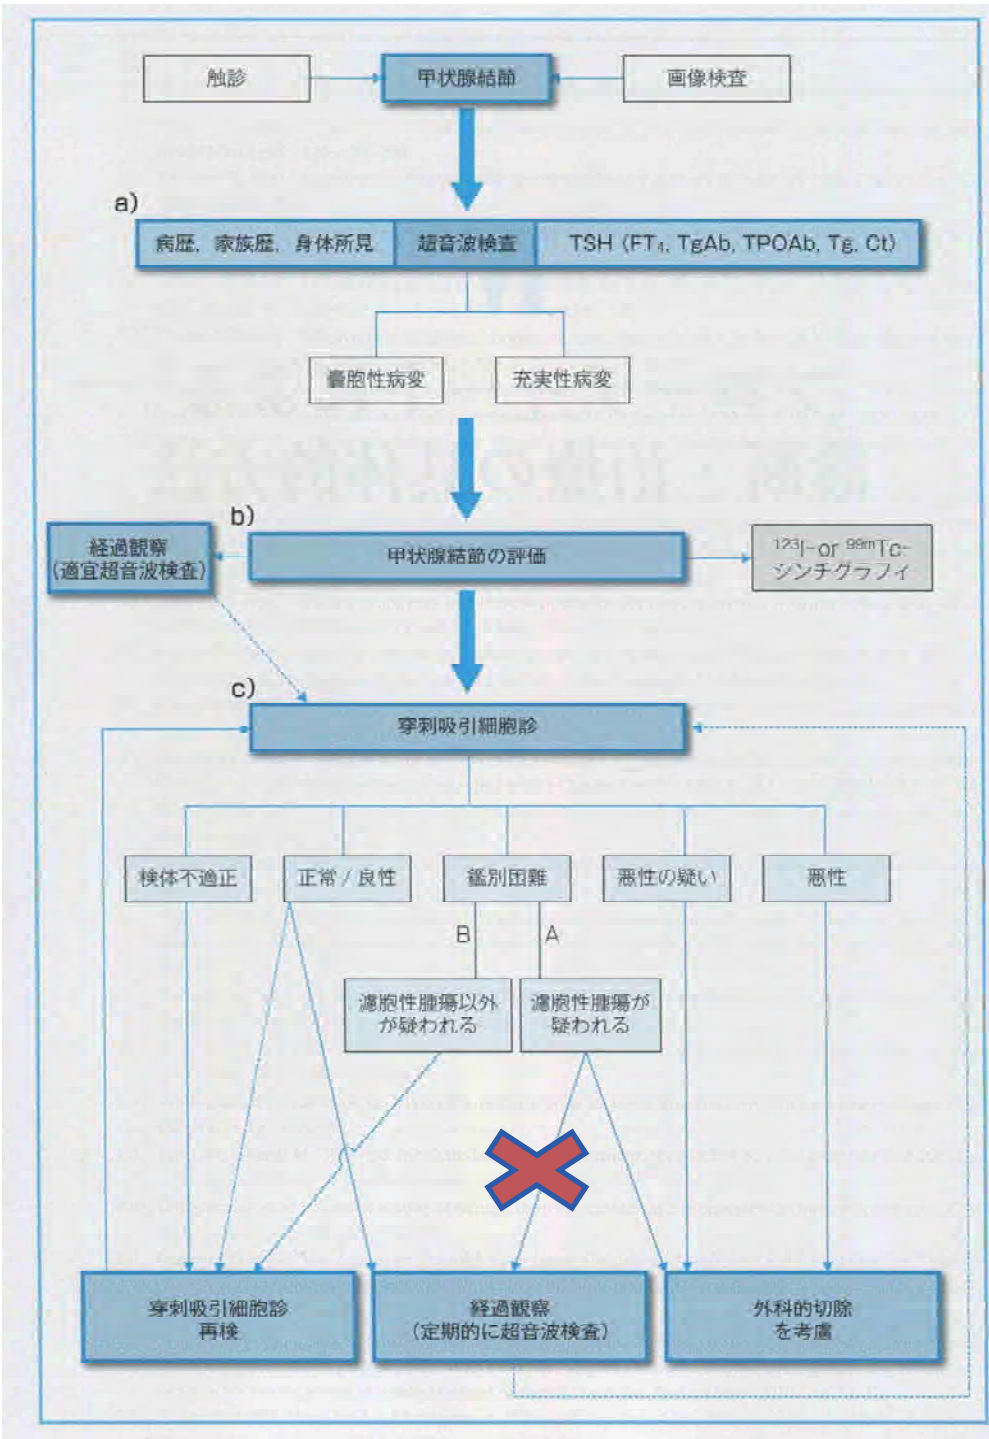 触診
甲状腺結節
画像検査
a)
病歴,家族歴,身体所見
超音波検査
TSH(FT₄, TgAb, TPOAb, Tg, Ct)
嚢胞性病変
充実性病変
b)
経過観察
(適宜超音波検査)
甲状腺結節の評価
¹²³I-or ⁹⁹ᵐTc-
シンチグラフィ
c)
穿刺吸引細胞診
検体不適正
正常/良性
鑑別困難
悪性の疑い
悪性
B
A
濾胞性腫瘍以外
が疑われる
濾胞性腫瘍が
疑われる
穿刺吸引細胞診
再検
経過観察
(定期的に超音波検査)
外科的切除
を考慮